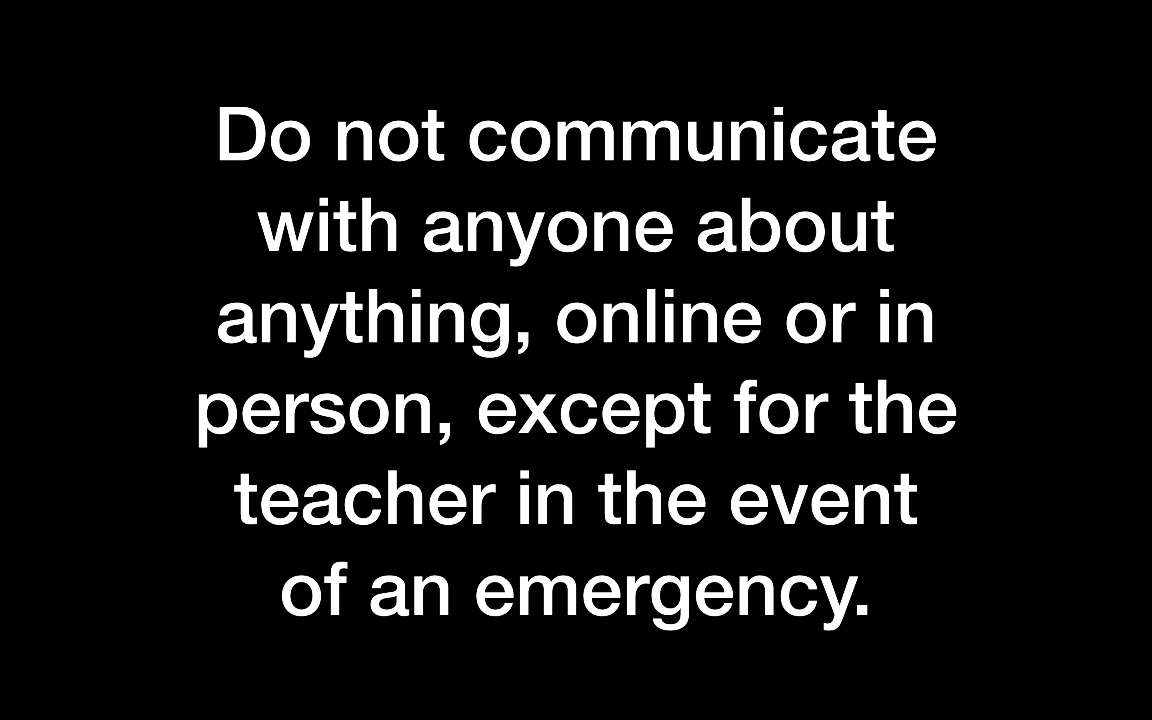 Do not communicate
with anyone about
anything, online or in
person, except for the
teacher in the event
of an emergency.